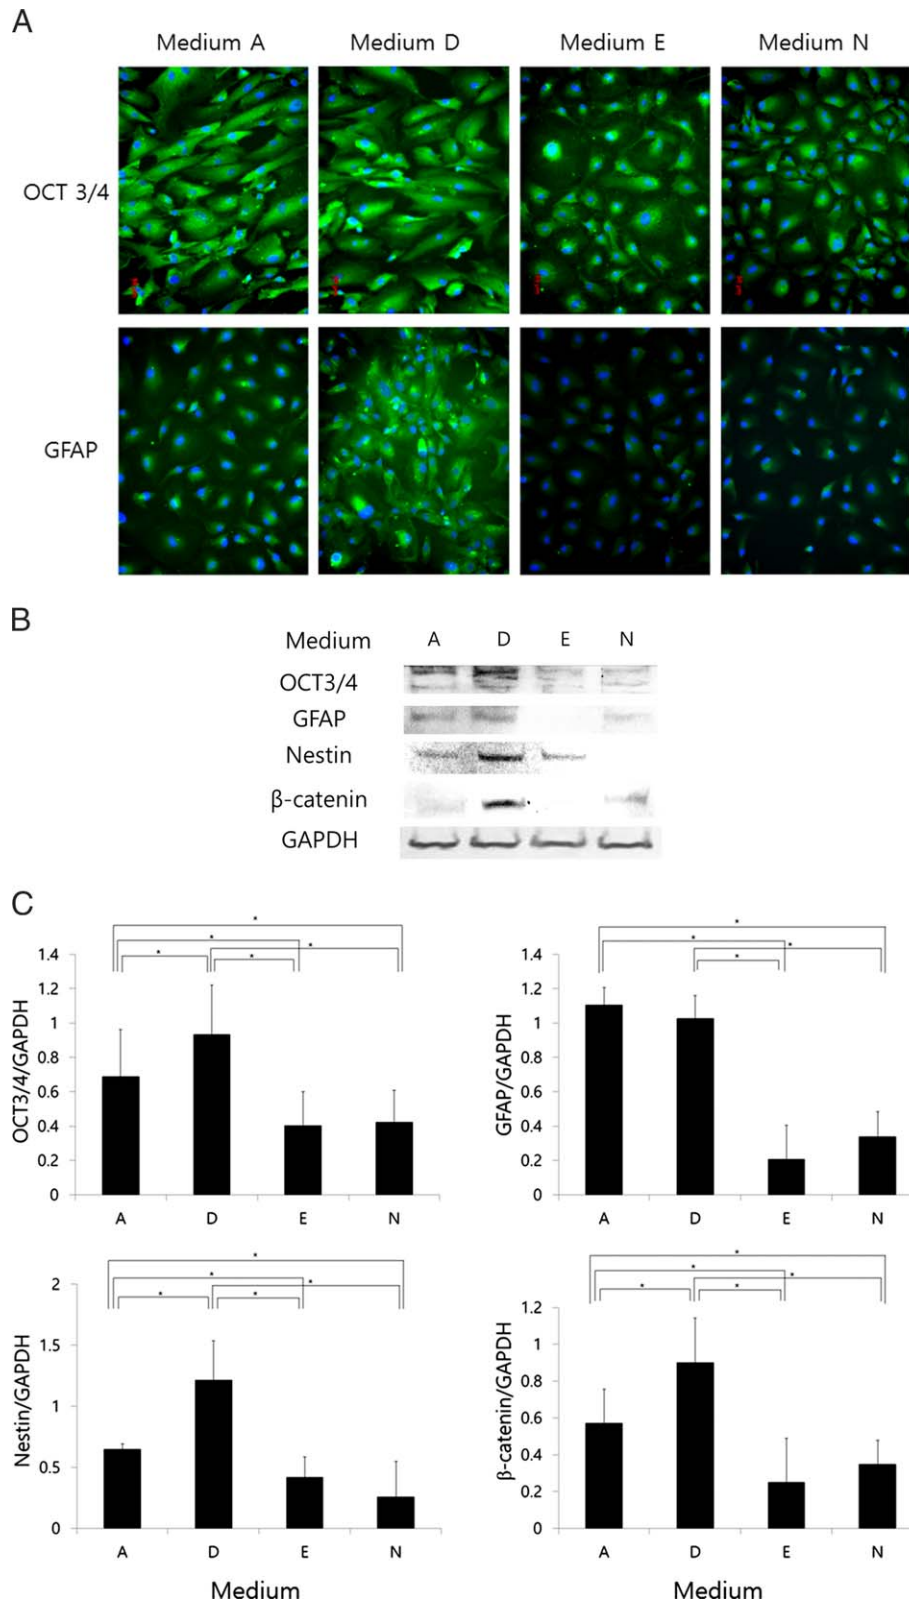 A
Medium A Medium D Medium E Medium N
OCT 3/4
GFAP
B
Medium A D E N
OCT3/4
GFAP
Nestin
β-catenin
GAPDH
C
* * * * *
OCT3/4/GAPDH
1.4
1.2
1
0.8
0.6
0.4
0.2
0
A D E N
* * * *
GFAP/GAPDH
1.4
1.2
1
0.8
0.6
0.4
0.2
0
A D E N
* * * * *
Nestin/GAPDH
2
1.5
1
0.5
0
A D E N
Medium
* * * * *
β-catenin/GAPDH
1.2
1
0.8
0.6
0.4
0.2
0
A D E N
Medium